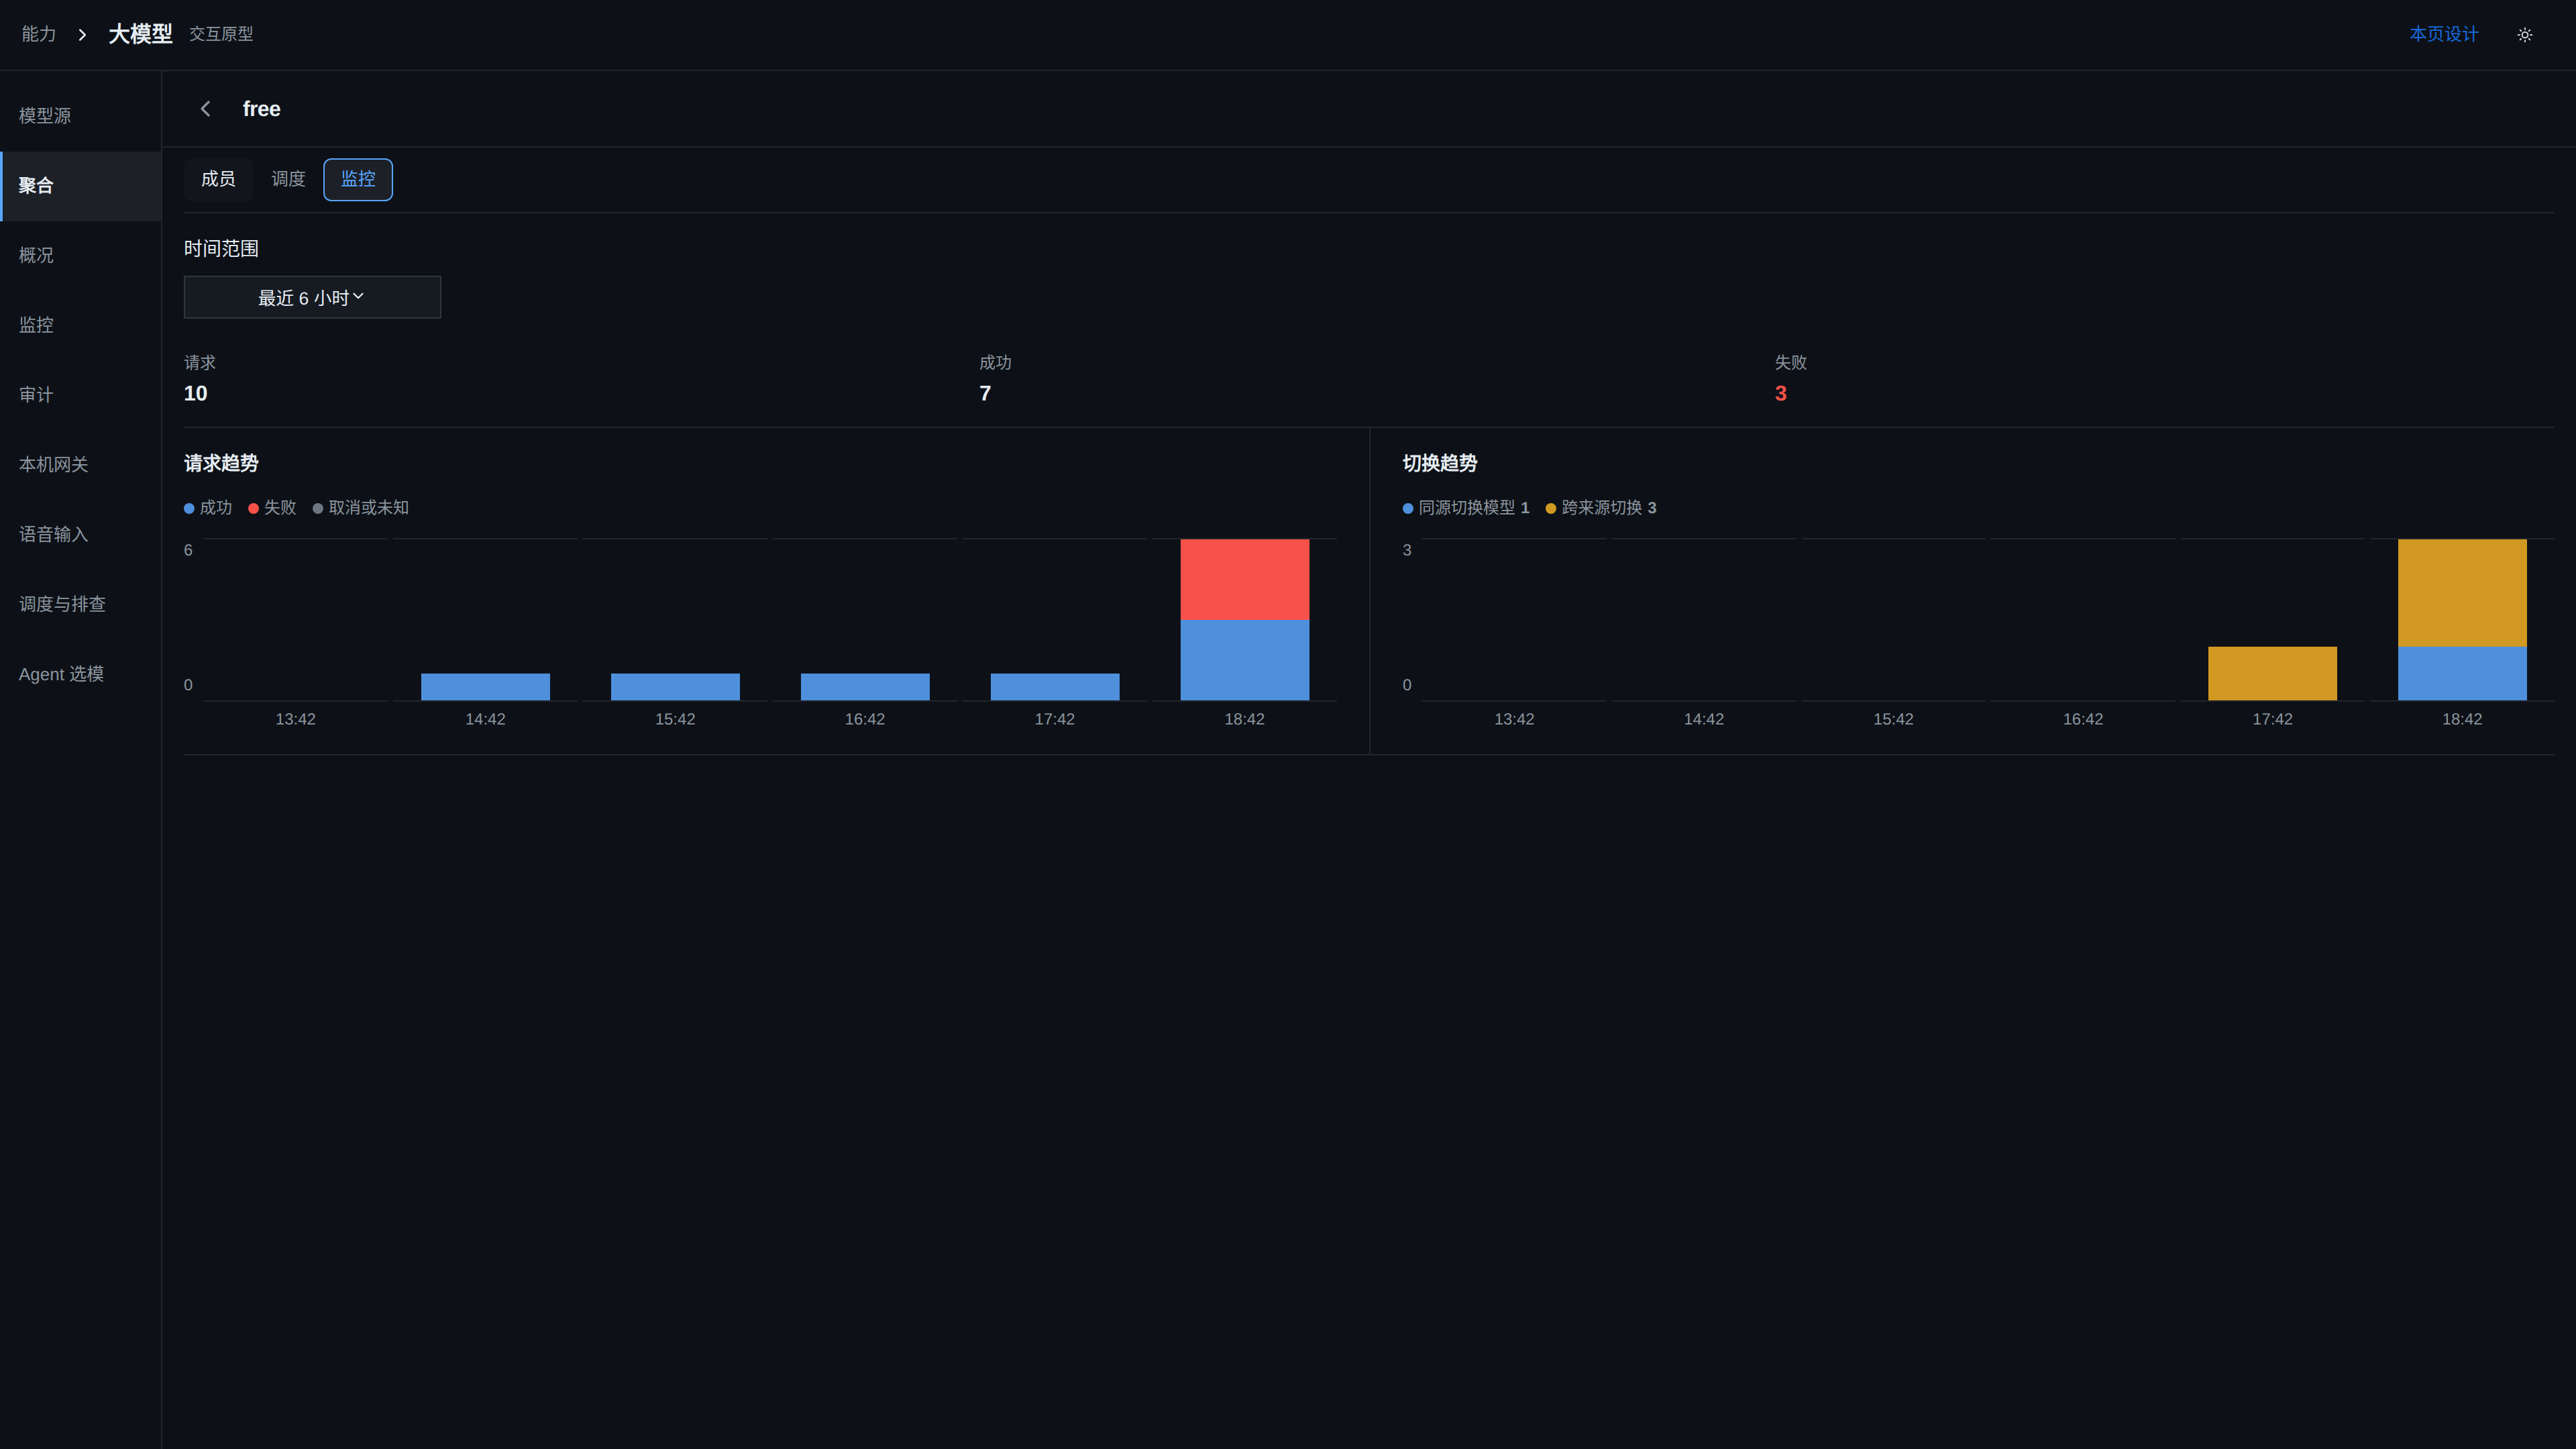 能力 大模型 交互原型 本页设计
模型源
聚合
概况
监控
审计
本机网关
语音输入
调度与排查
Agent 选模
free
成员 调度 监控
时间范围
最近 6 小时
请求 成功 失败
10 7 3
请求趋势
成功 失败 取消或未知
6
0
13:42 14:42 15:42 16:42 17:42 18:42
切换趋势
同源切换模型 1 跨来源切换 3
3
0
13:42 14:42 15:42 16:42 17:42 18:42